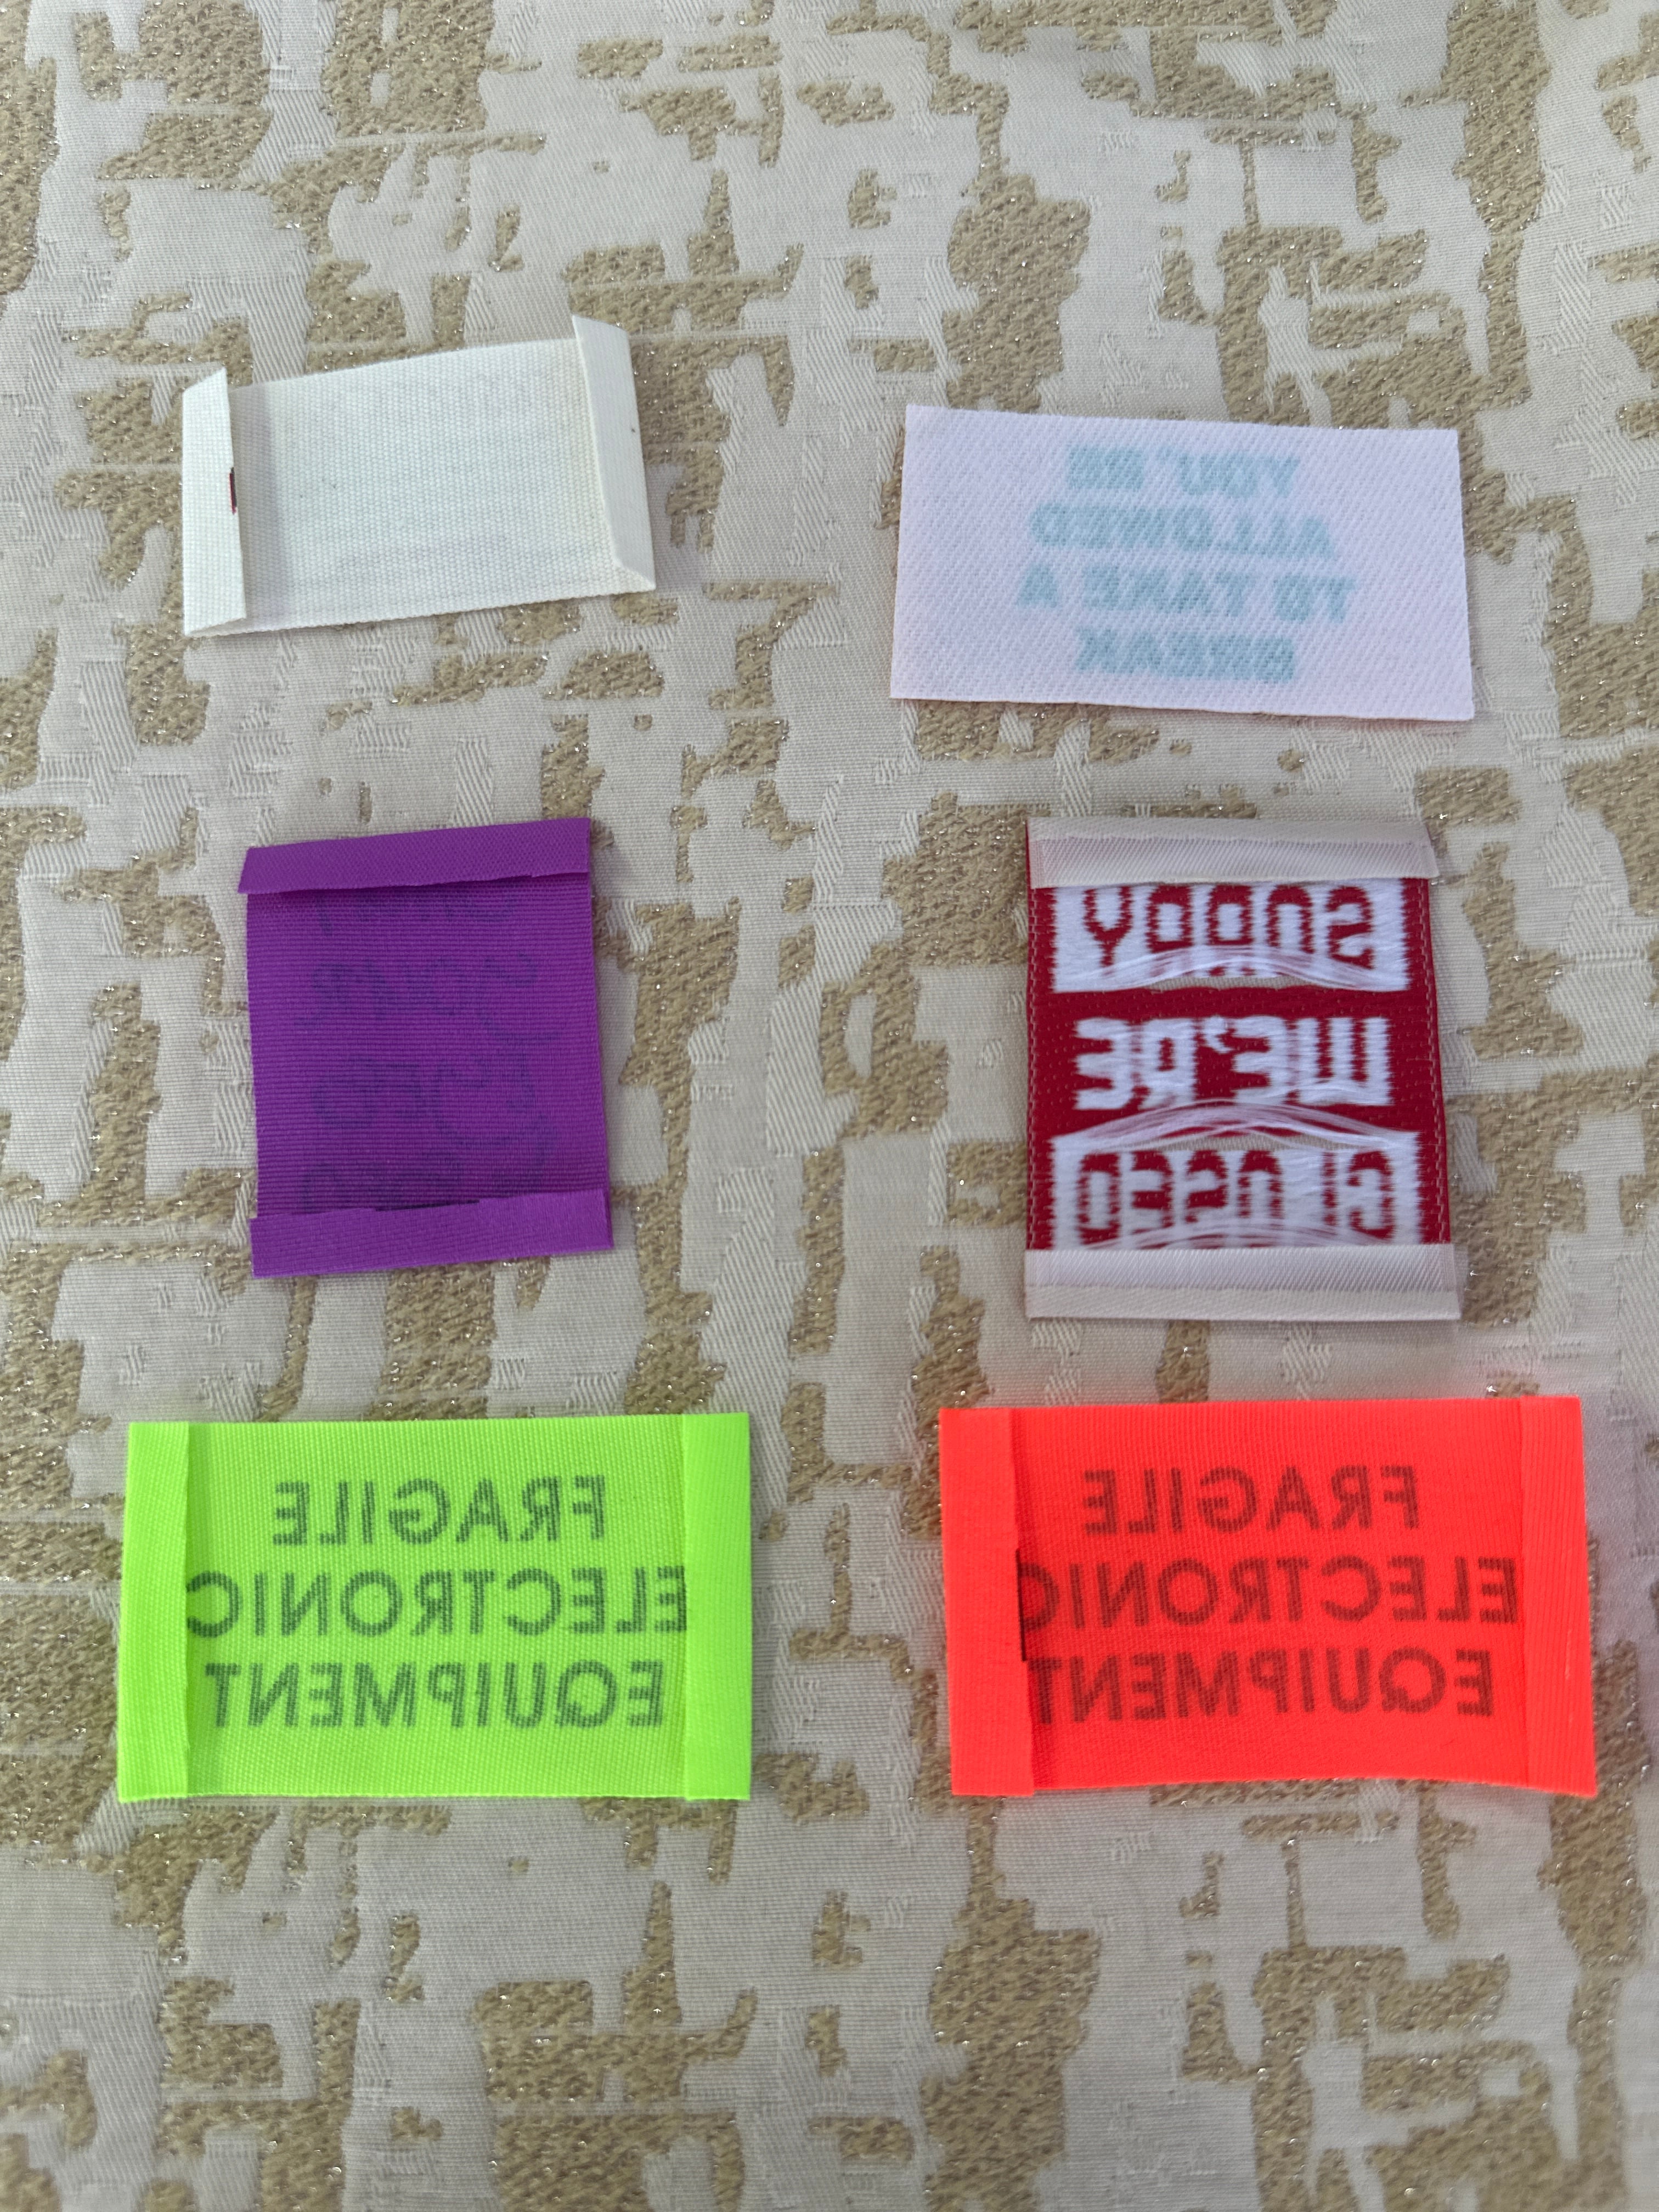 YOU'RE
ALLOWED
TO TAKE A
BREAK
SORRY
WE'RE
CLOSED
FRAGILE
ELECTRONIC
EQUIPMENT
FRAGILE
ELECTRONIC
EQUIPMENT